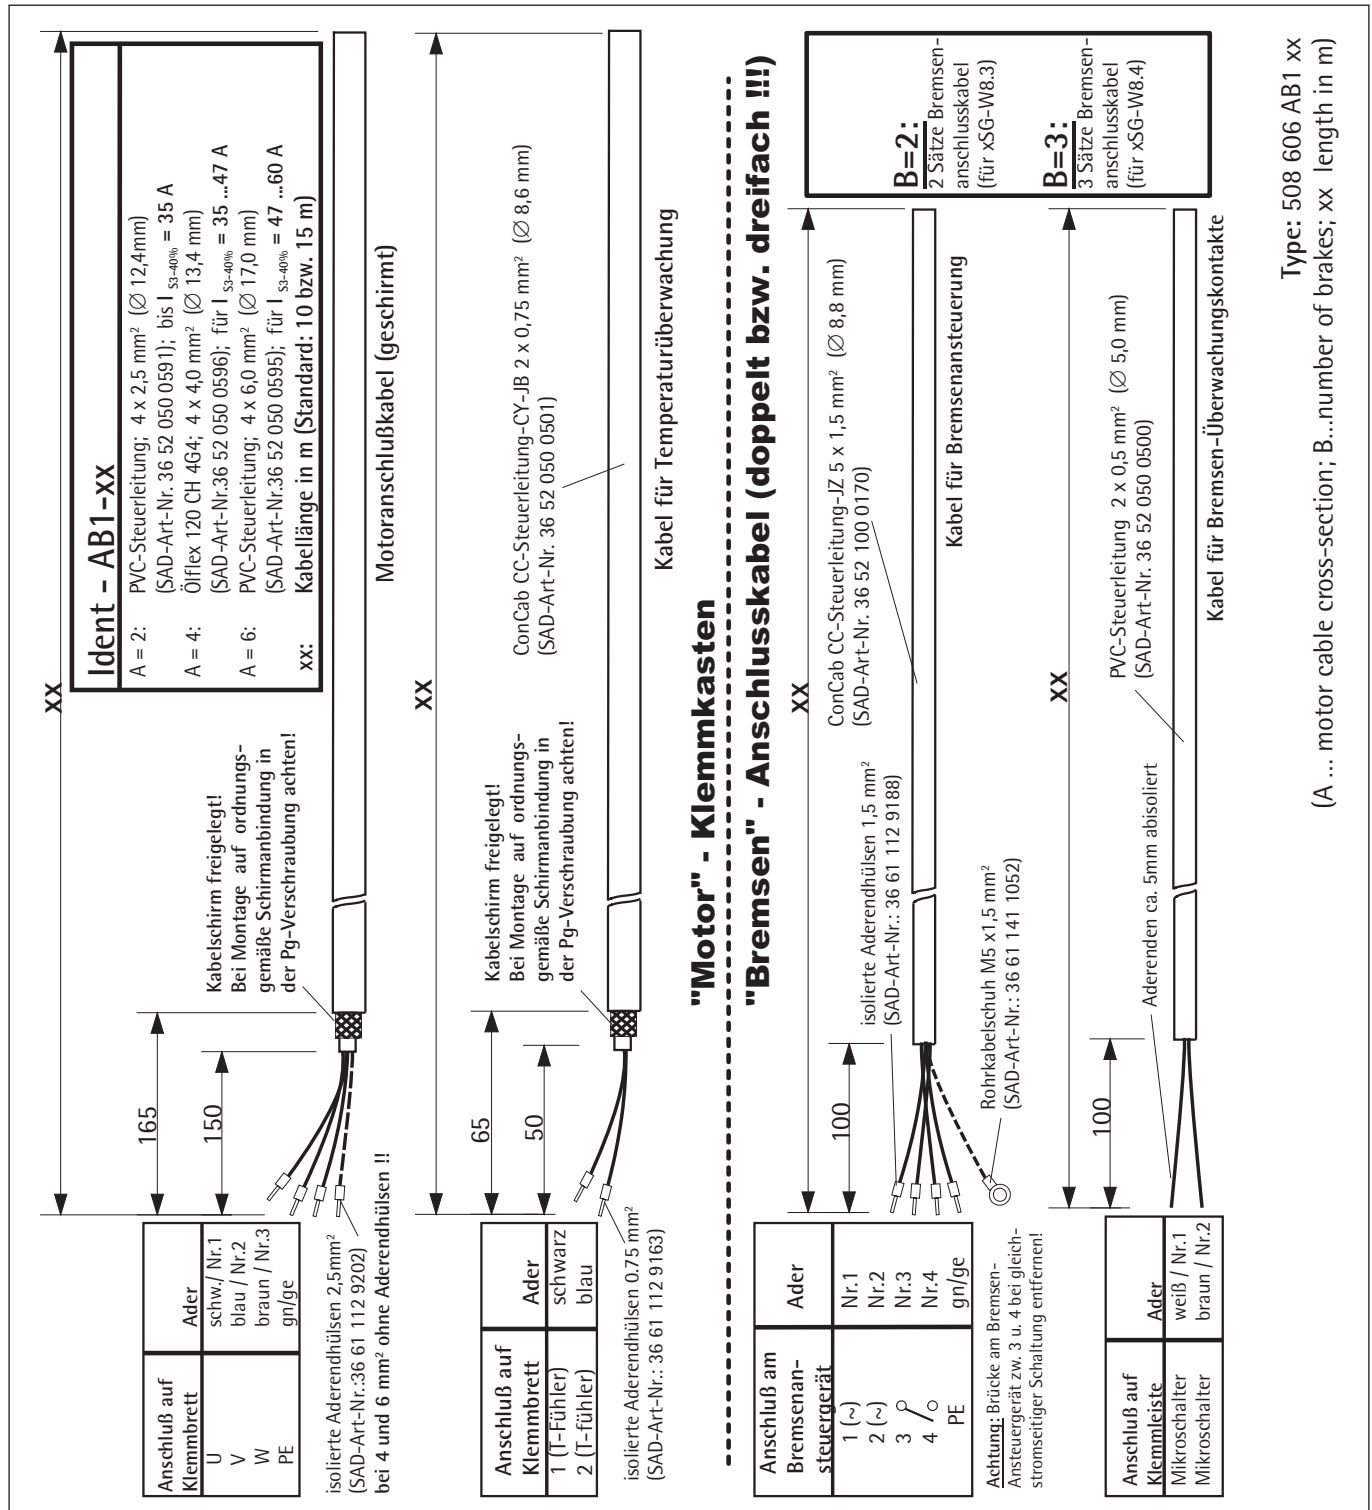 Ident - AB1-xx
A = 2: PVC-Steuerleitung; 4 x 2,5 mm² (∅ 12,4mm)
(SAD-Art-Nr. 36 52 050 0591); bis I S3-40% = 35 A
A = 4: Ölflex 120 CH 4G4; 4 x 4,0 mm² (∅ 13,4 mm)
(SAD-Art-Nr.36 52 050 0596); für I S3-40% = 35 ...47 A
A = 6: PVC-Steuerleitung; 4 x 6,0 mm² (∅ 17,0 mm)
(SAD-Art-Nr.36 52 050 0595); für I S3-40% = 47 ...60 A
xx: Kabellänge in m (Standard: 10 bzw. 15 m)
xx
165
150
Kabelschirm freigelegt!
Bei Montage auf ordnungs-
gemäße Schirmanbindung in
der Pg-Verschraubung achten!
Motoranschlußkabel (geschirmt)
Anschluß auf Klemmbrett Ader
U schw./ Nr.1
V blau / Nr.2
W braun / Nr.3
PE gn/ge
isolierte Aderendhülsen 2,5mm²
(SAD-Art-Nr.:36 61 112 9202)
bei 4 und 6 mm² ohne Aderendhülsen !!
xx
65
50
Kabelschirm freigelegt!
Bei Montage auf ordnungs-
gemäße Schirmanbindung in
der Pg-Verschraubung achten!
ConCab CC-Steuerleitung-CY-JB 2 x 0,75 mm² (∅ 8,6 mm)
(SAD-Art-Nr. 36 52 050 0501)
Kabel für Temperaturüberwachung
Anschluß auf Klemmbrett Ader
1 (T-Fühler) schwarz
2 (T-fühler) blau
isolierte Aderendhülsen 0.75 mm²
(SAD-Art-Nr.: 36 61 112 9163)
"Motor" - Klemmkasten
"Bremsen" - Anschlusskabel (doppelt bzw. dreifach !!!)
B=2:
2 Sätze Bremsen-
anschlusskabel
(für xSG-W8.3)
B=3:
3 Sätze Bremsen-
anschlusskabel
(für xSG-W8.4)
xx
100
isolierte Aderendhülsen 1,5 mm²
(SAD-Art-Nr.: 36 61 112 9188)
ConCab CC-Steuerleitung-JZ 5 x 1,5 mm² (∅ 8,8 mm)
(SAD-Art-Nr. 36 52 100 0170)
Kabel für Bremsenansteuerung
Rohrkabelschuh M5 x1,5 mm²
(SAD-Art-Nr.: 36 61 141 1052)
Anschluß am Bremsenan-
steuergerät Ader
1 (~) Nr.1
2 (~) Nr.2
3 Nr.3
4 Nr.4
PE gn/ge
Achtung: Brücke am Bremsen-
Ansteuergerät zw. 3 u. 4 bei gleich-
stromseitiger Schaltung entfernen!
xx
100
Aderenden ca. 5mm abisoliert
PVC-Steuerleitung 2 x 0,5 mm² (∅ 5,0 mm)
(SAD-Art-Nr. 36 52 050 0500)
Kabel für Bremsen-Überwachungskontakte
Anschluß auf Klemmleiste Ader
Mikroschalter weiß / Nr.1
Mikroschalter braun / Nr.2
Type: 508 606 AB1 xx
(A ... motor cable cross-section; B...number of brakes; xx length in m)